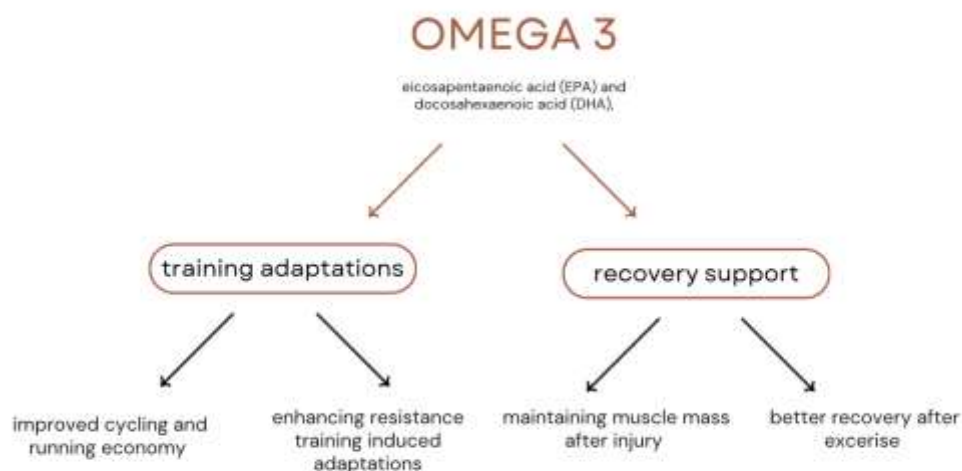 OMEGA 3
eicosapentaenoic acid (EPA) and
docosahexaenoic acid (DHA),
training adaptations
recovery support
improved cycling and
running economy
enhancing resistance
training induced
adaptations
maintaining muscle mass
after injury
better recovery after
excerise